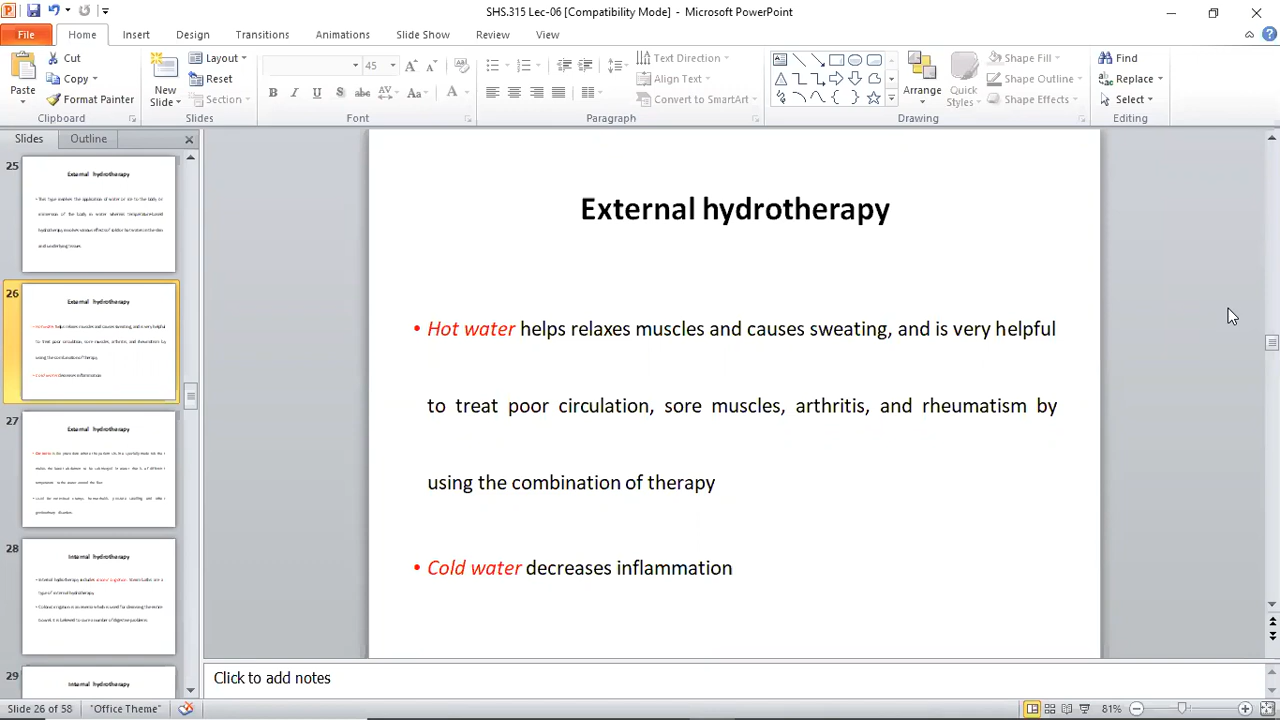 SHS.315 Lec-06 [Compatibility Mode] - Microsoft PowerPoint
File Home Insert Design Transitions Animations Slide Show Review View
Paste Cut Copy Format Painter Clipboard
New Slide Layout Reset Section Slides
45 Font
Text Direction Align Text Convert to SmartArt Paragraph
Arrange Quick Styles Shape Fill Shape Outline Shape Effects Drawing
Find Replace Select Editing
Slides Outline
25
External hydrotherapy
26
External hydrotherapy
27
External hydrotherapy
28
Internal hydrotherapy
29
Internal hydrotherapy
External hydrotherapy
• Hot water helps relaxes muscles and causes sweating, and is very helpful
to treat poor circulation, sore muscles, arthritis, and rheumatism by
using the combination of therapy
• Cold water decreases inflammation
Click to add notes
Slide 26 of 58 "Office Theme" 81%